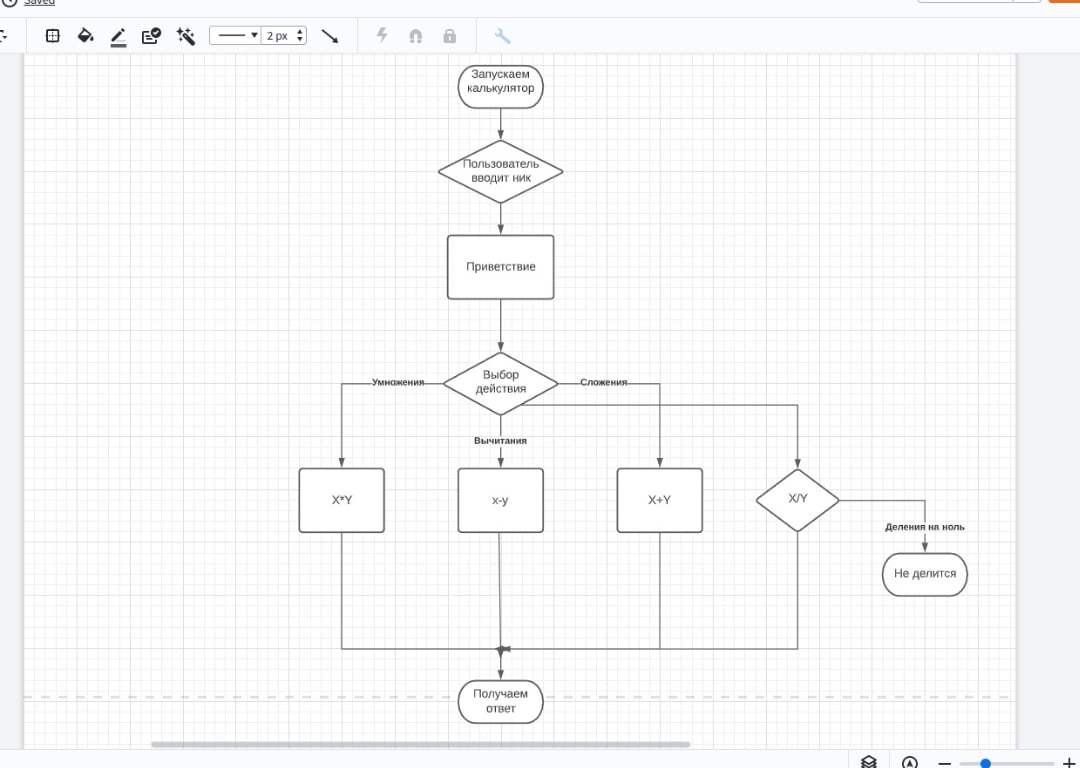 Saved
2 px
Запускаем
калькулятор
Пользователь
вводит ник
Приветствие
Выбор
действия
Умножения
Сложения
Вычитания
X*Y
x-y
X+Y
X/Y
Деления на ноль
Не делится
Получаем
ответ